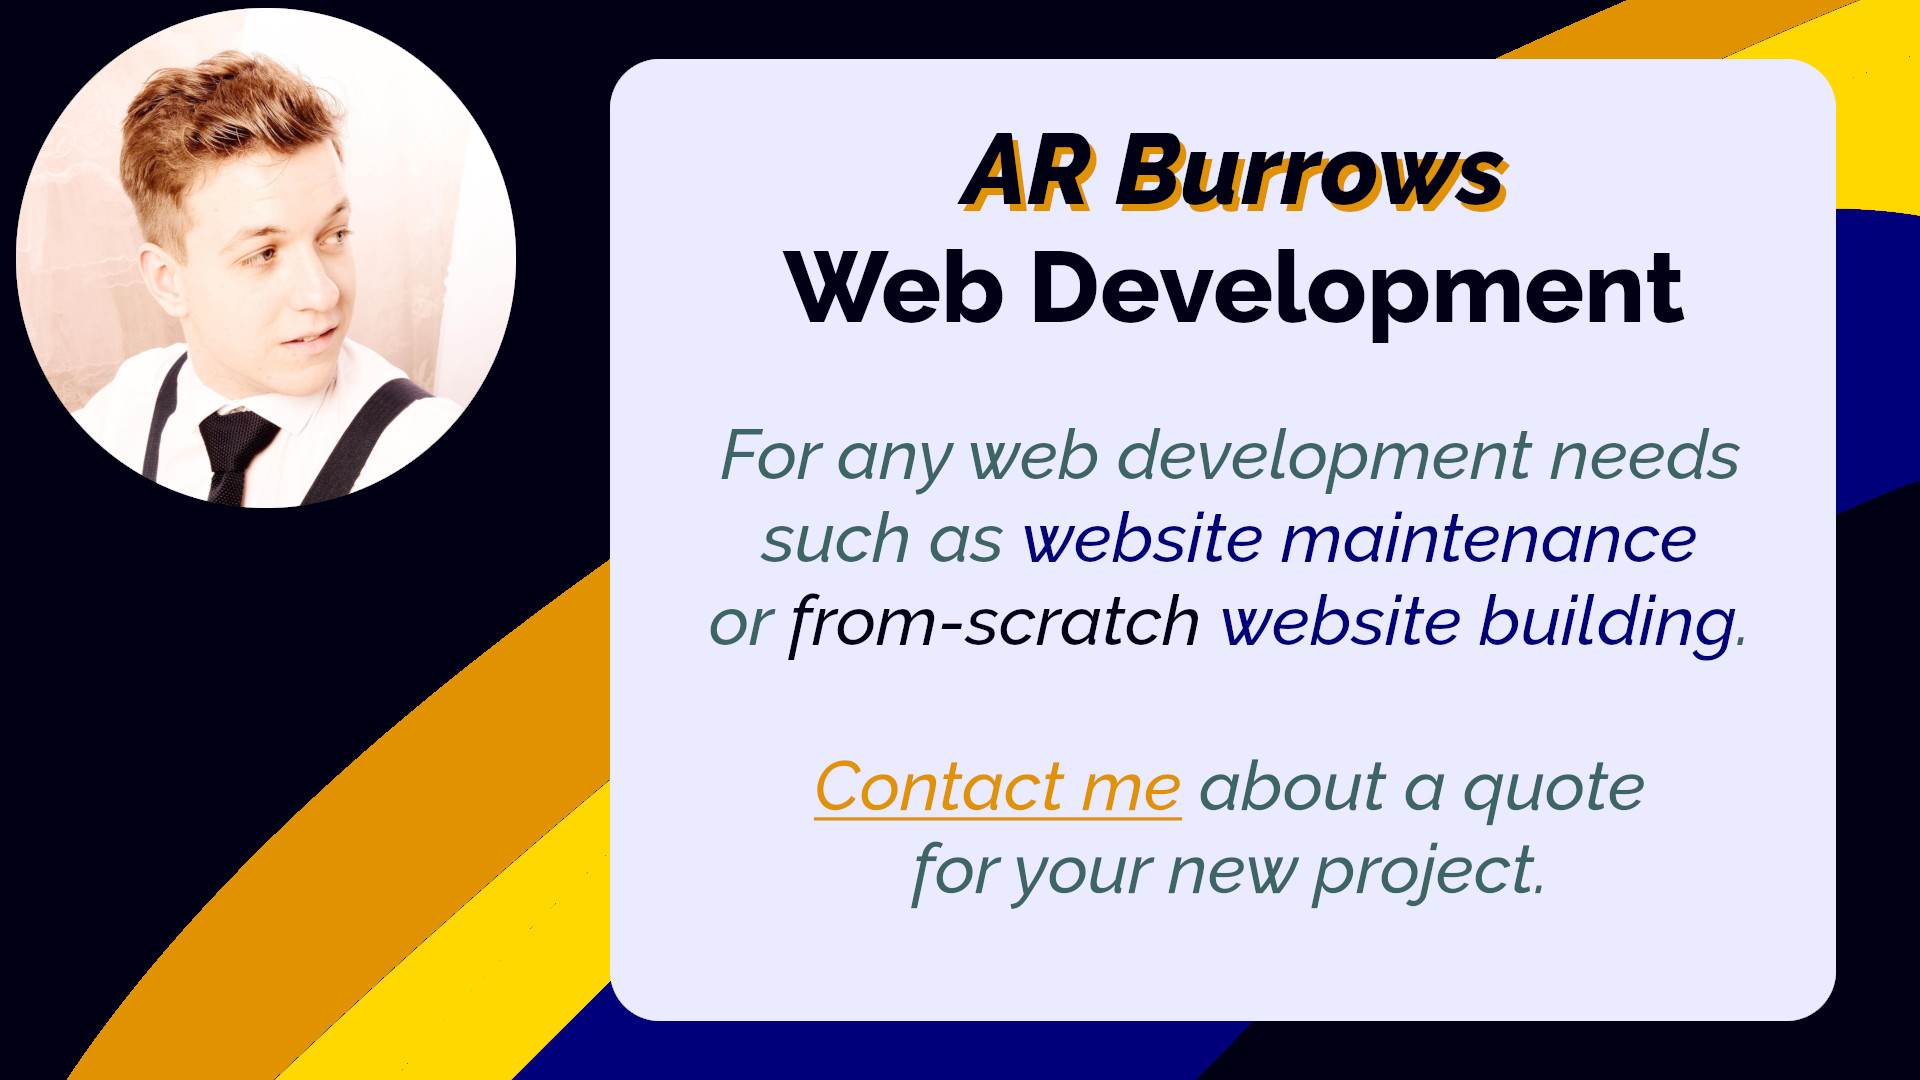 AR Burrows
Web Development
For any web development needs
such as website maintenance
or from-scratch website building.
Contact me about a quote
for your new project.